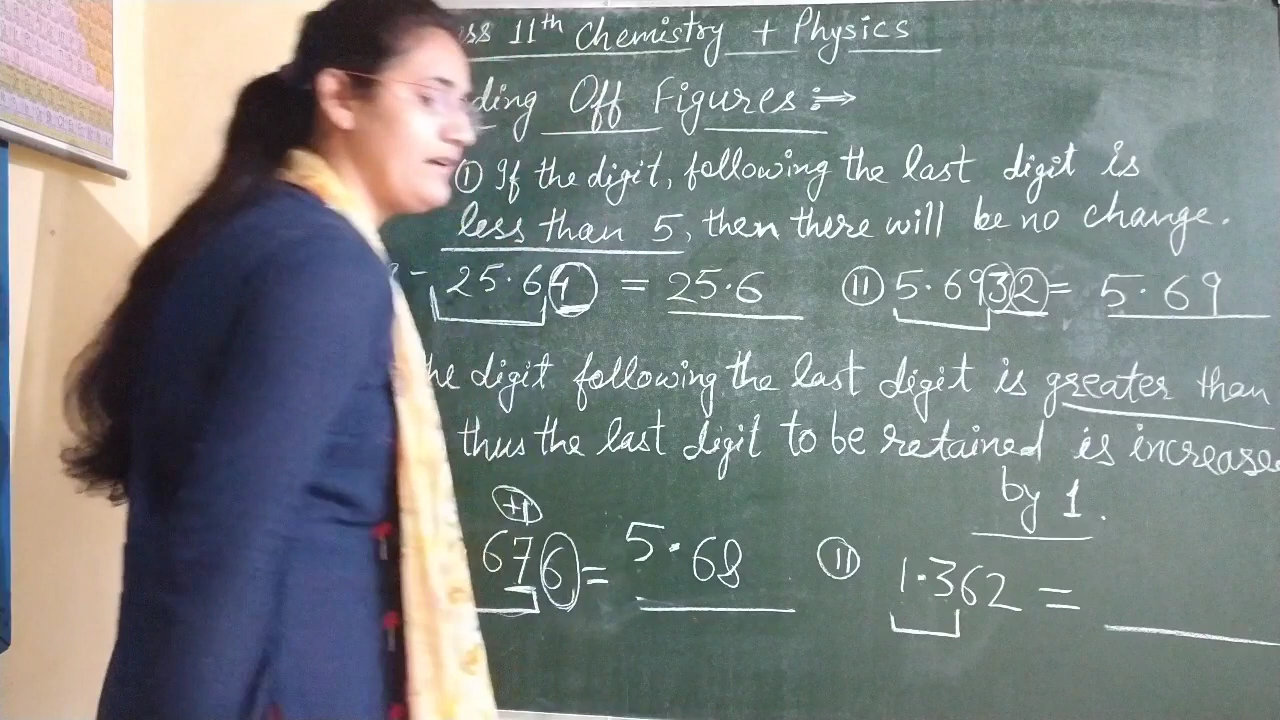 ss 11th Chemistry + Physics
ding Off Figures :⇒
① If the digit, following the last digit is
less than 5, then there will be no change.
- 25.64 = 25.6 ⑪ 5.6932 = 5.69
he digit following the last digit is greater than
thus the last digit to be retained is increase
by 1.
+1
676 = 5.68 ⑪ 1.362 =